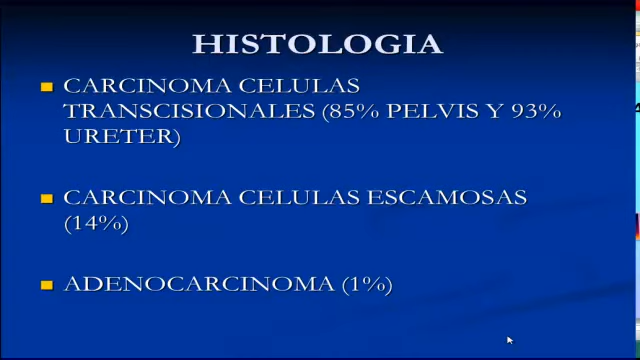 HISTOLOGIA
CARCINOMA CELULAS
TRANSCISIONALES (85% PELVIS Y 93%
URETER)
CARCINOMA CELULAS ESCAMOSAS
(14%)
ADENOCARCINOMA (1%)